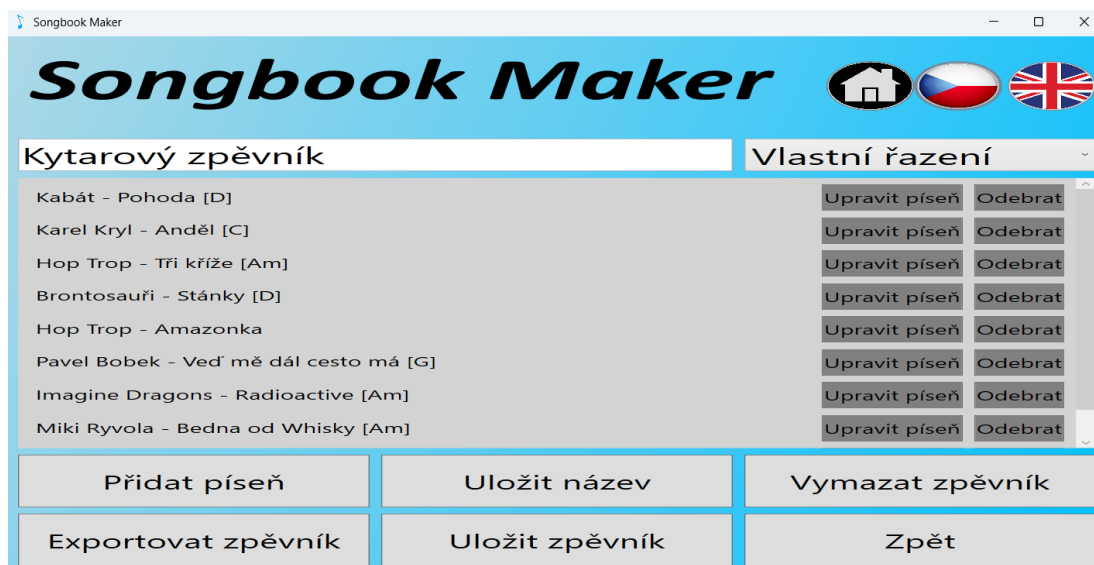 Songbook Maker
Songbook Maker
Kytarový zpěvník Vlastní řazení
Kabát - Pohoda [D] Upravit píseň Odebrat
Karel Kryl - Anděl [C] Upravit píseň Odebrat
Hop Trop - Tři kříže [Am] Upravit píseň Odebrat
Brontosauři - Stánky [D] Upravit píseň Odebrat
Hop Trop - Amazonka Upravit píseň Odebrat
Pavel Bobek - Veď mě dál cesto má [G] Upravit píseň Odebrat
Imagine Dragons - Radioactive [Am] Upravit píseň Odebrat
Miki Ryvola - Bedna od Whisky [Am] Upravit píseň Odebrat
Přidat píseň Uložit název Vymazat zpěvník
Exportovat zpěvník Uložit zpěvník Zpět